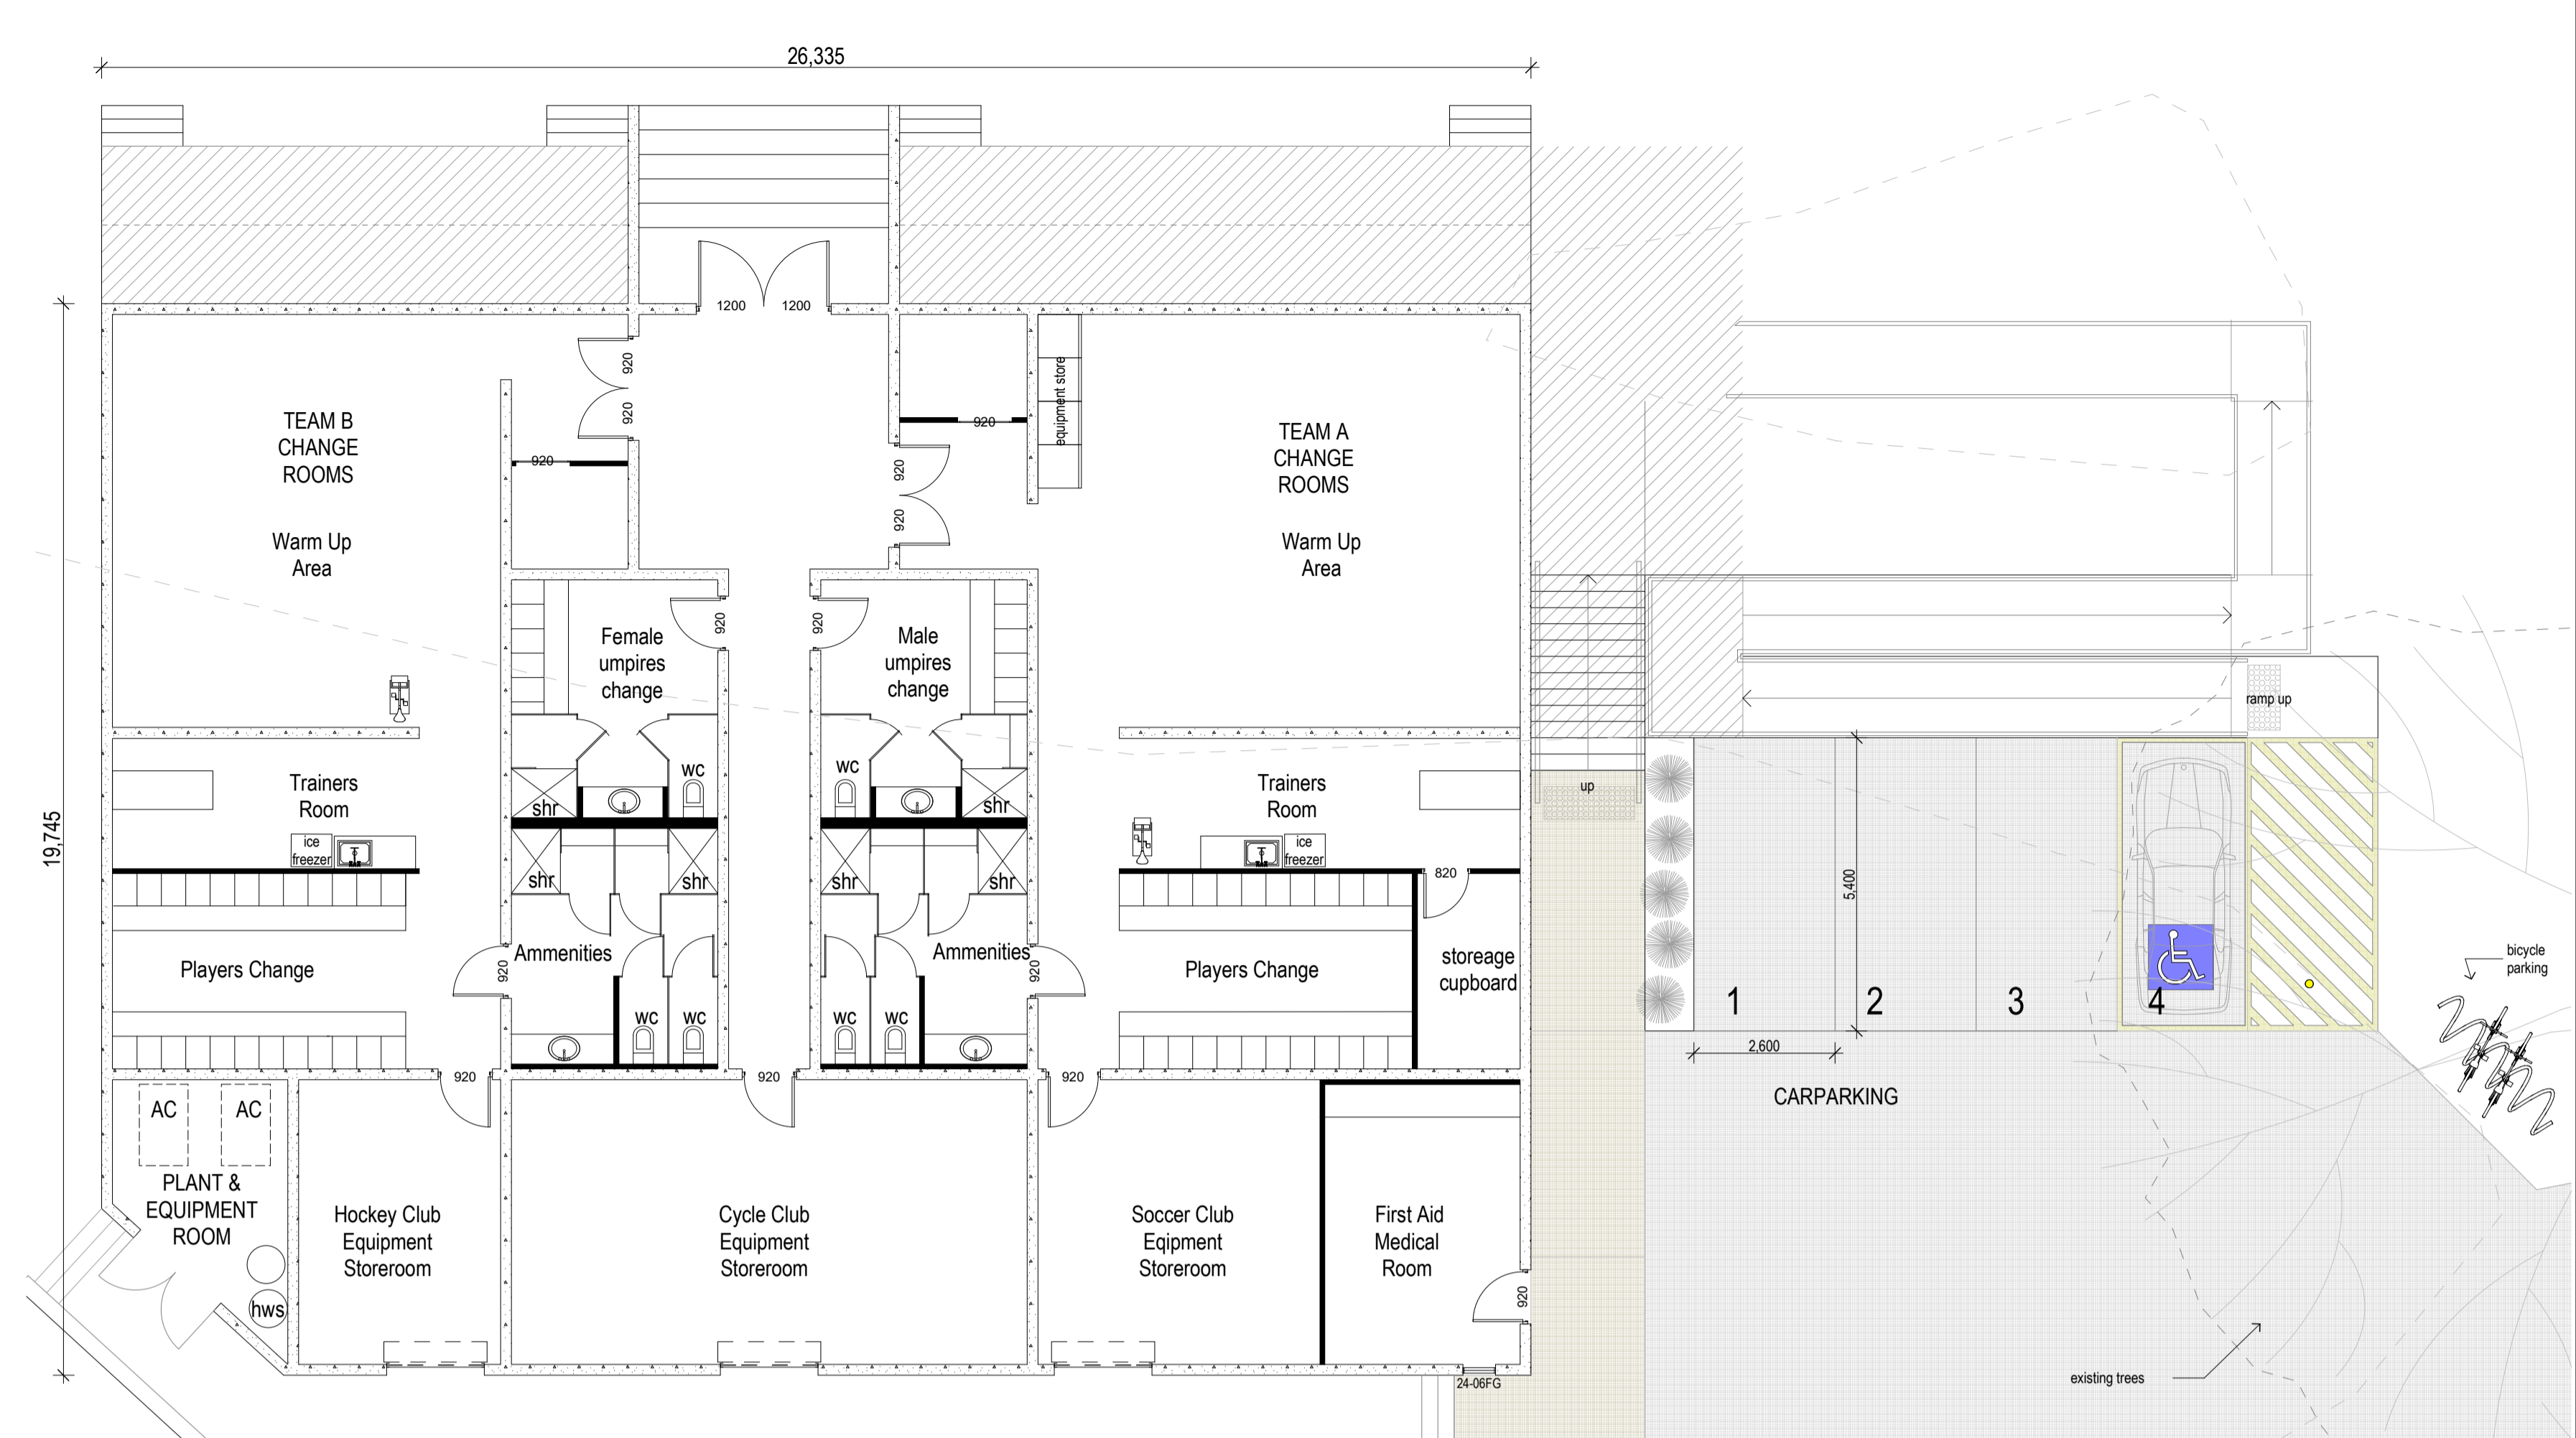 26,335
1200
1200
920
920
920
920
920
920
equipment store
TEAM B
CHANGE
ROOMS
Warm Up
Area
TEAM A
CHANGE
ROOMS
Warm Up
Area
Female
umpires
change
920
920
Male
umpires
change
ramp up
19,745
Trainers
Room
ice
freezer
shr
wc
wc
shr
Trainers
Room
ice
freezer
up
820
5,400
shr
shr
shr
shr
Players Change
920
Ammenities
Ammenities
920
Players Change
storeage
cupboard
wc
wc
wc
wc
1
2
3
4
bicycle
parking
2,600
CARPARKING
920
920
920
AC
AC
PLANT &
EQUIPMENT
ROOM
hws
Hockey Club
Equipment
Storeroom
Cycle Club
Equipment
Storeroom
Soccer Club
Eqipment
Storeroom
First Aid
Medical
Room
920
24-06FG
existing trees